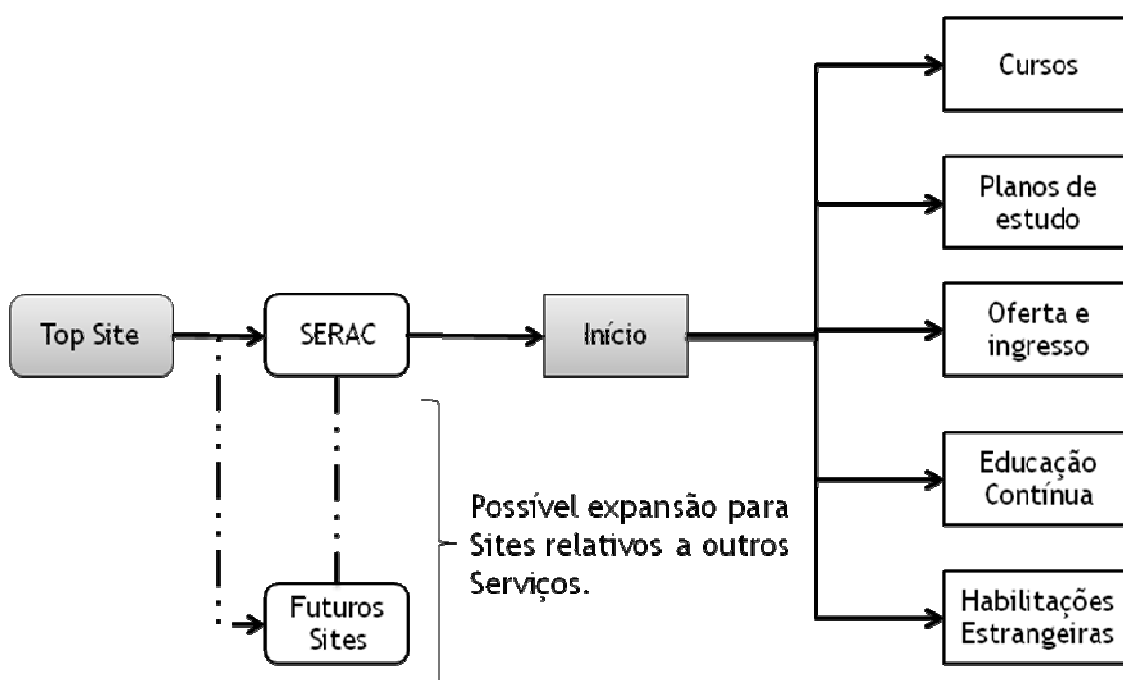 Cursos
Planos de
estudo
Oferta e
ingresso
Top Site
SERAC
Início
Educação
Contínua
Possível expansão para
Sites relativos a outros
Serviços.
Futuros
Sites
Habilitações
Estrangeiras